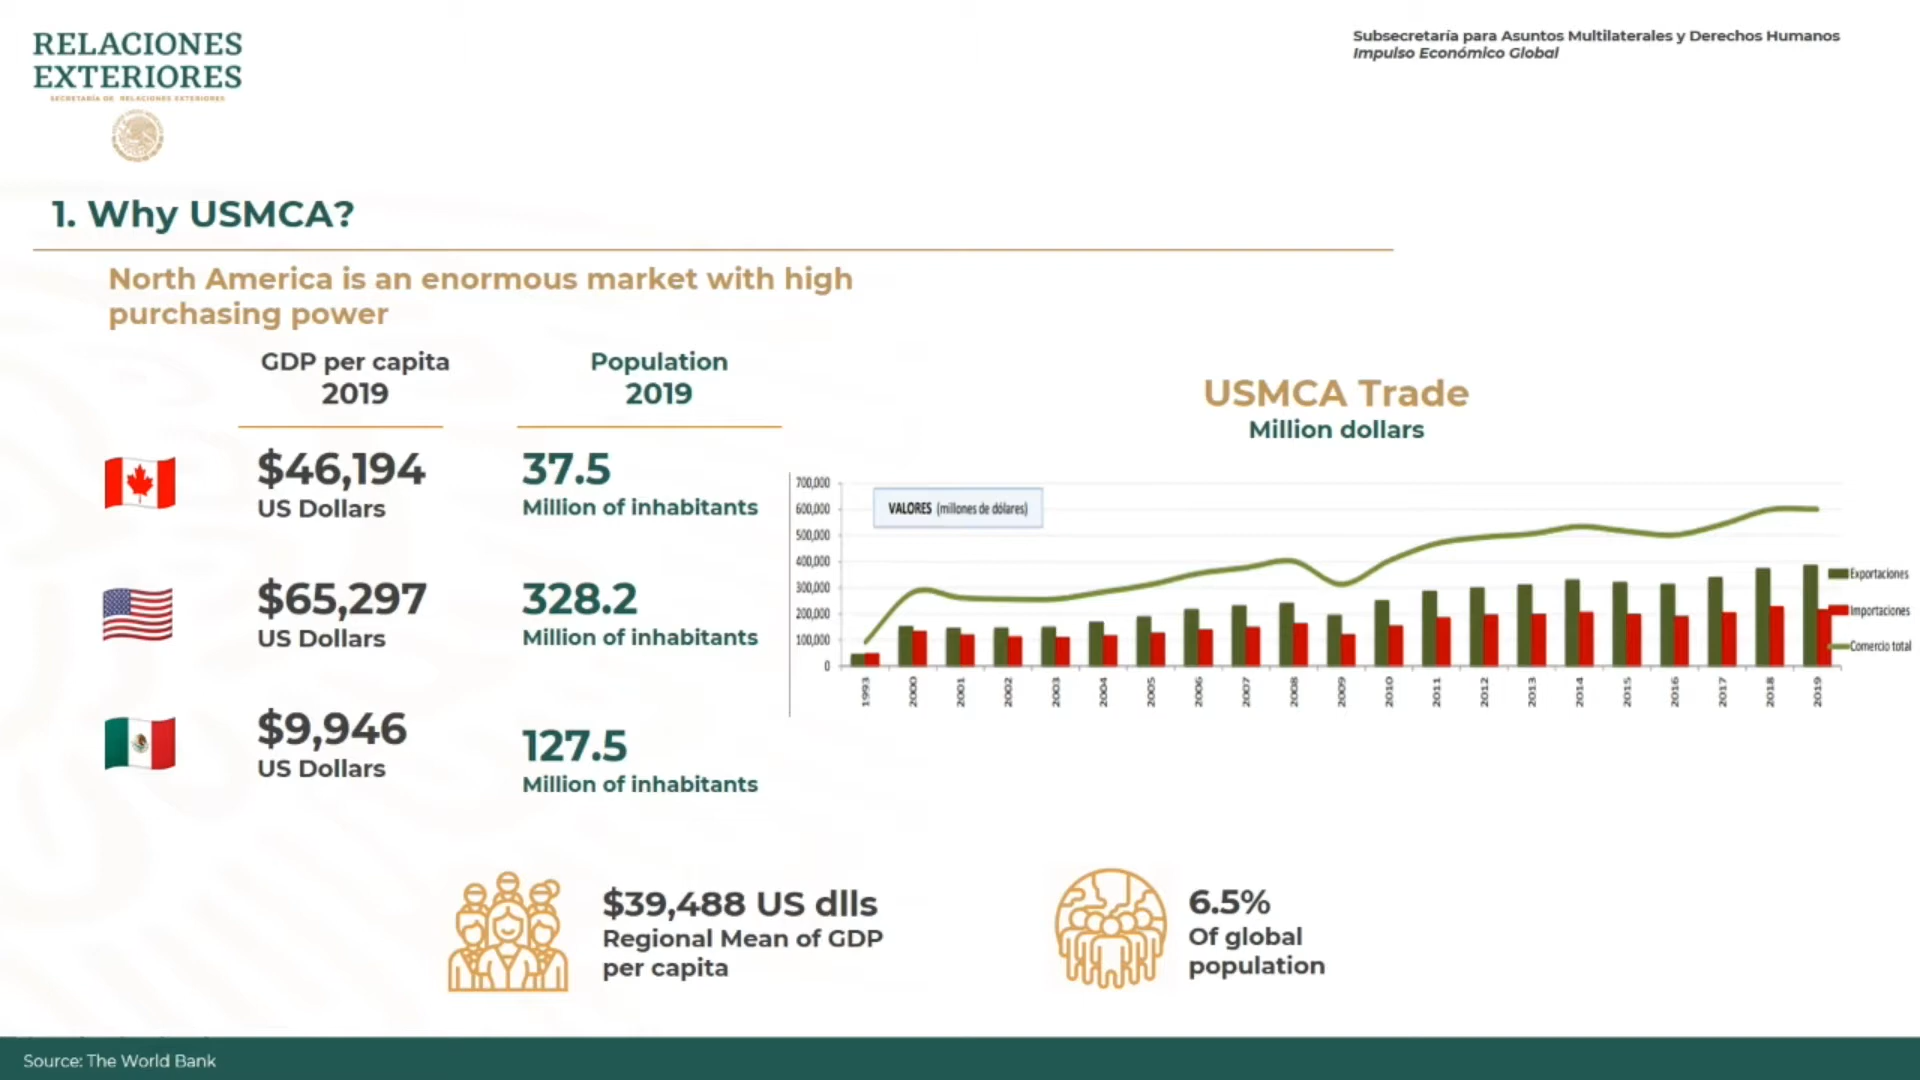 RELACIONES
EXTERIORES
SECRETARÍA DE RELACIONES EXTERIORES
Subsecretaría para Asuntos Multilaterales y Derechos Humanos
Impulso Económico Global
1. Why USMCA?
North America is an enormous market with high
purchasing power
GDP per capita
2019
Population
2019
$46,194
US Dollars
37.5
Million of inhabitants
$65,297
US Dollars
328.2
Million of inhabitants
$9,946
US Dollars
127.5
Million of inhabitants
USMCA Trade
Million dollars
VALORES (millones de dólares)
700,000
600,000
500,000
400,000
300,000
200,000
100,000
0
1993
2000
2001
2002
2003
2004
2005
2006
2007
2008
2009
2010
2011
2012
2013
2014
2015
2016
2017
2018
2019
Exportaciones
Importaciones
Comercio total
$39,488 US dlls
Regional Mean of GDP
per capita
6.5%
Of global
population
Source: The World Bank